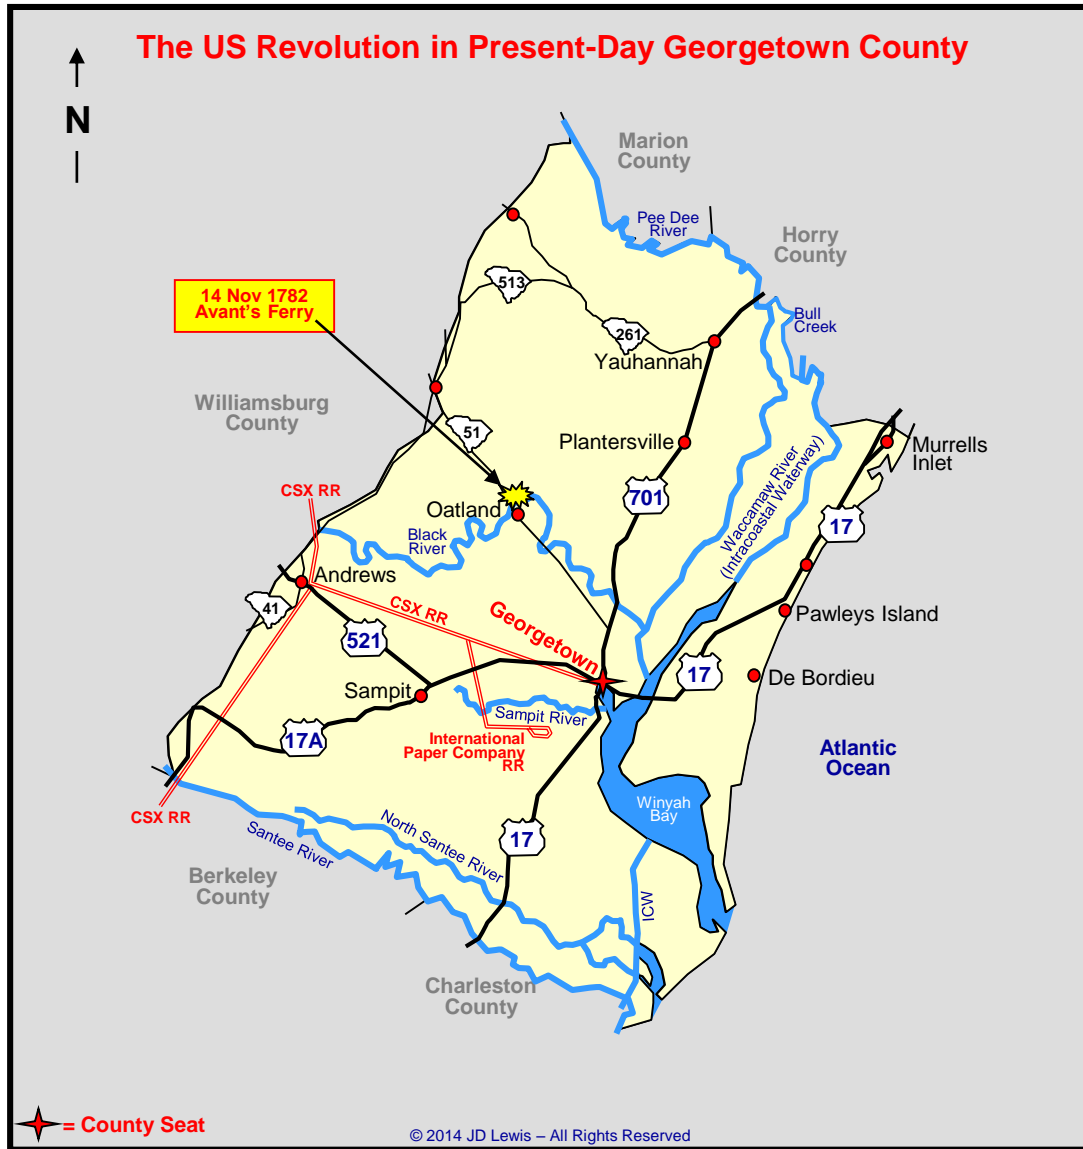 The US Revolution in Present-Day Georgetown County
N
Marion
County
Pee Dee
River
Horry
County
513
14 Nov 1782
Avant's Ferry
Bull
Creek
261
Yauhannah
Williamsburg
County
51
Plantersville
Murrells
Inlet
Waccamaw River
(Intracoastal Waterway)
CSX RR
701
Oatland
17
Black
River
Andrews
41
CSX RR
Georgetown
Pawleys Island
521
17
De Bordieu
Sampit
Sampit River
17A
International
Paper Company
RR
Atlantic
Ocean
CSX RR
Winyah
Bay
North Santee River
Santee River
17
Berkeley
County
ICW
Charleston
County
= County Seat
© 2014 JD Lewis – All Rights Reserved